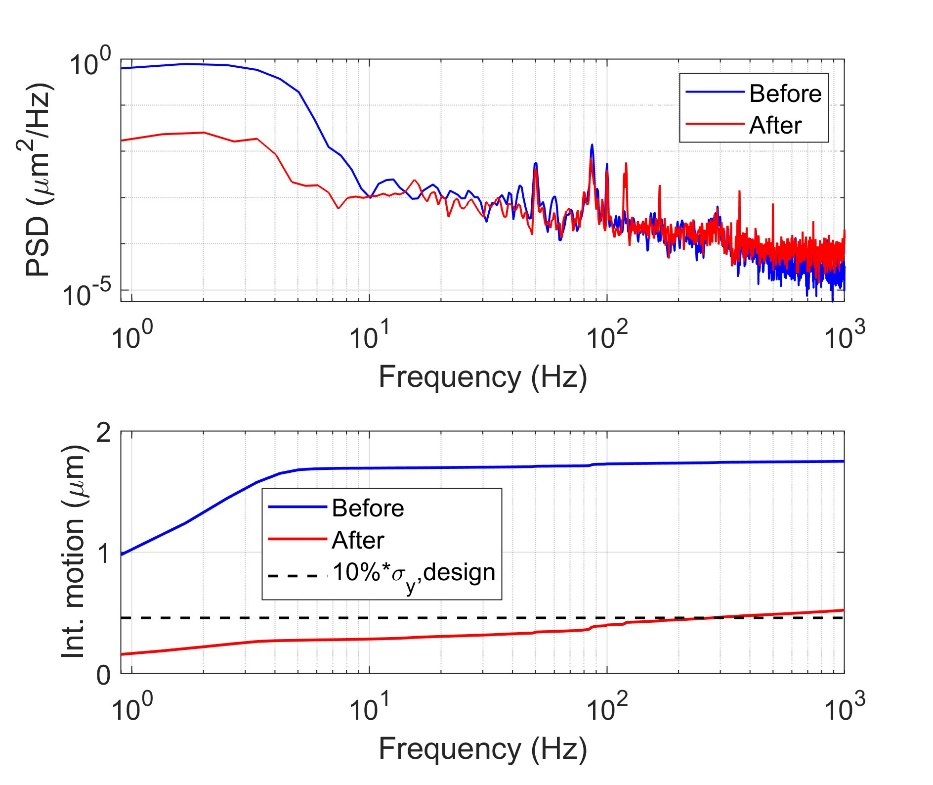 10^0
10^-5
PSD (μm^2/Hz)
Before
After
10^0
10^1
10^2
10^3
Frequency (Hz)
2
1
0
Int. motion (μm)
Before
After
10%*σ_y,design
10^0
10^1
10^2
10^3
Frequency (Hz)